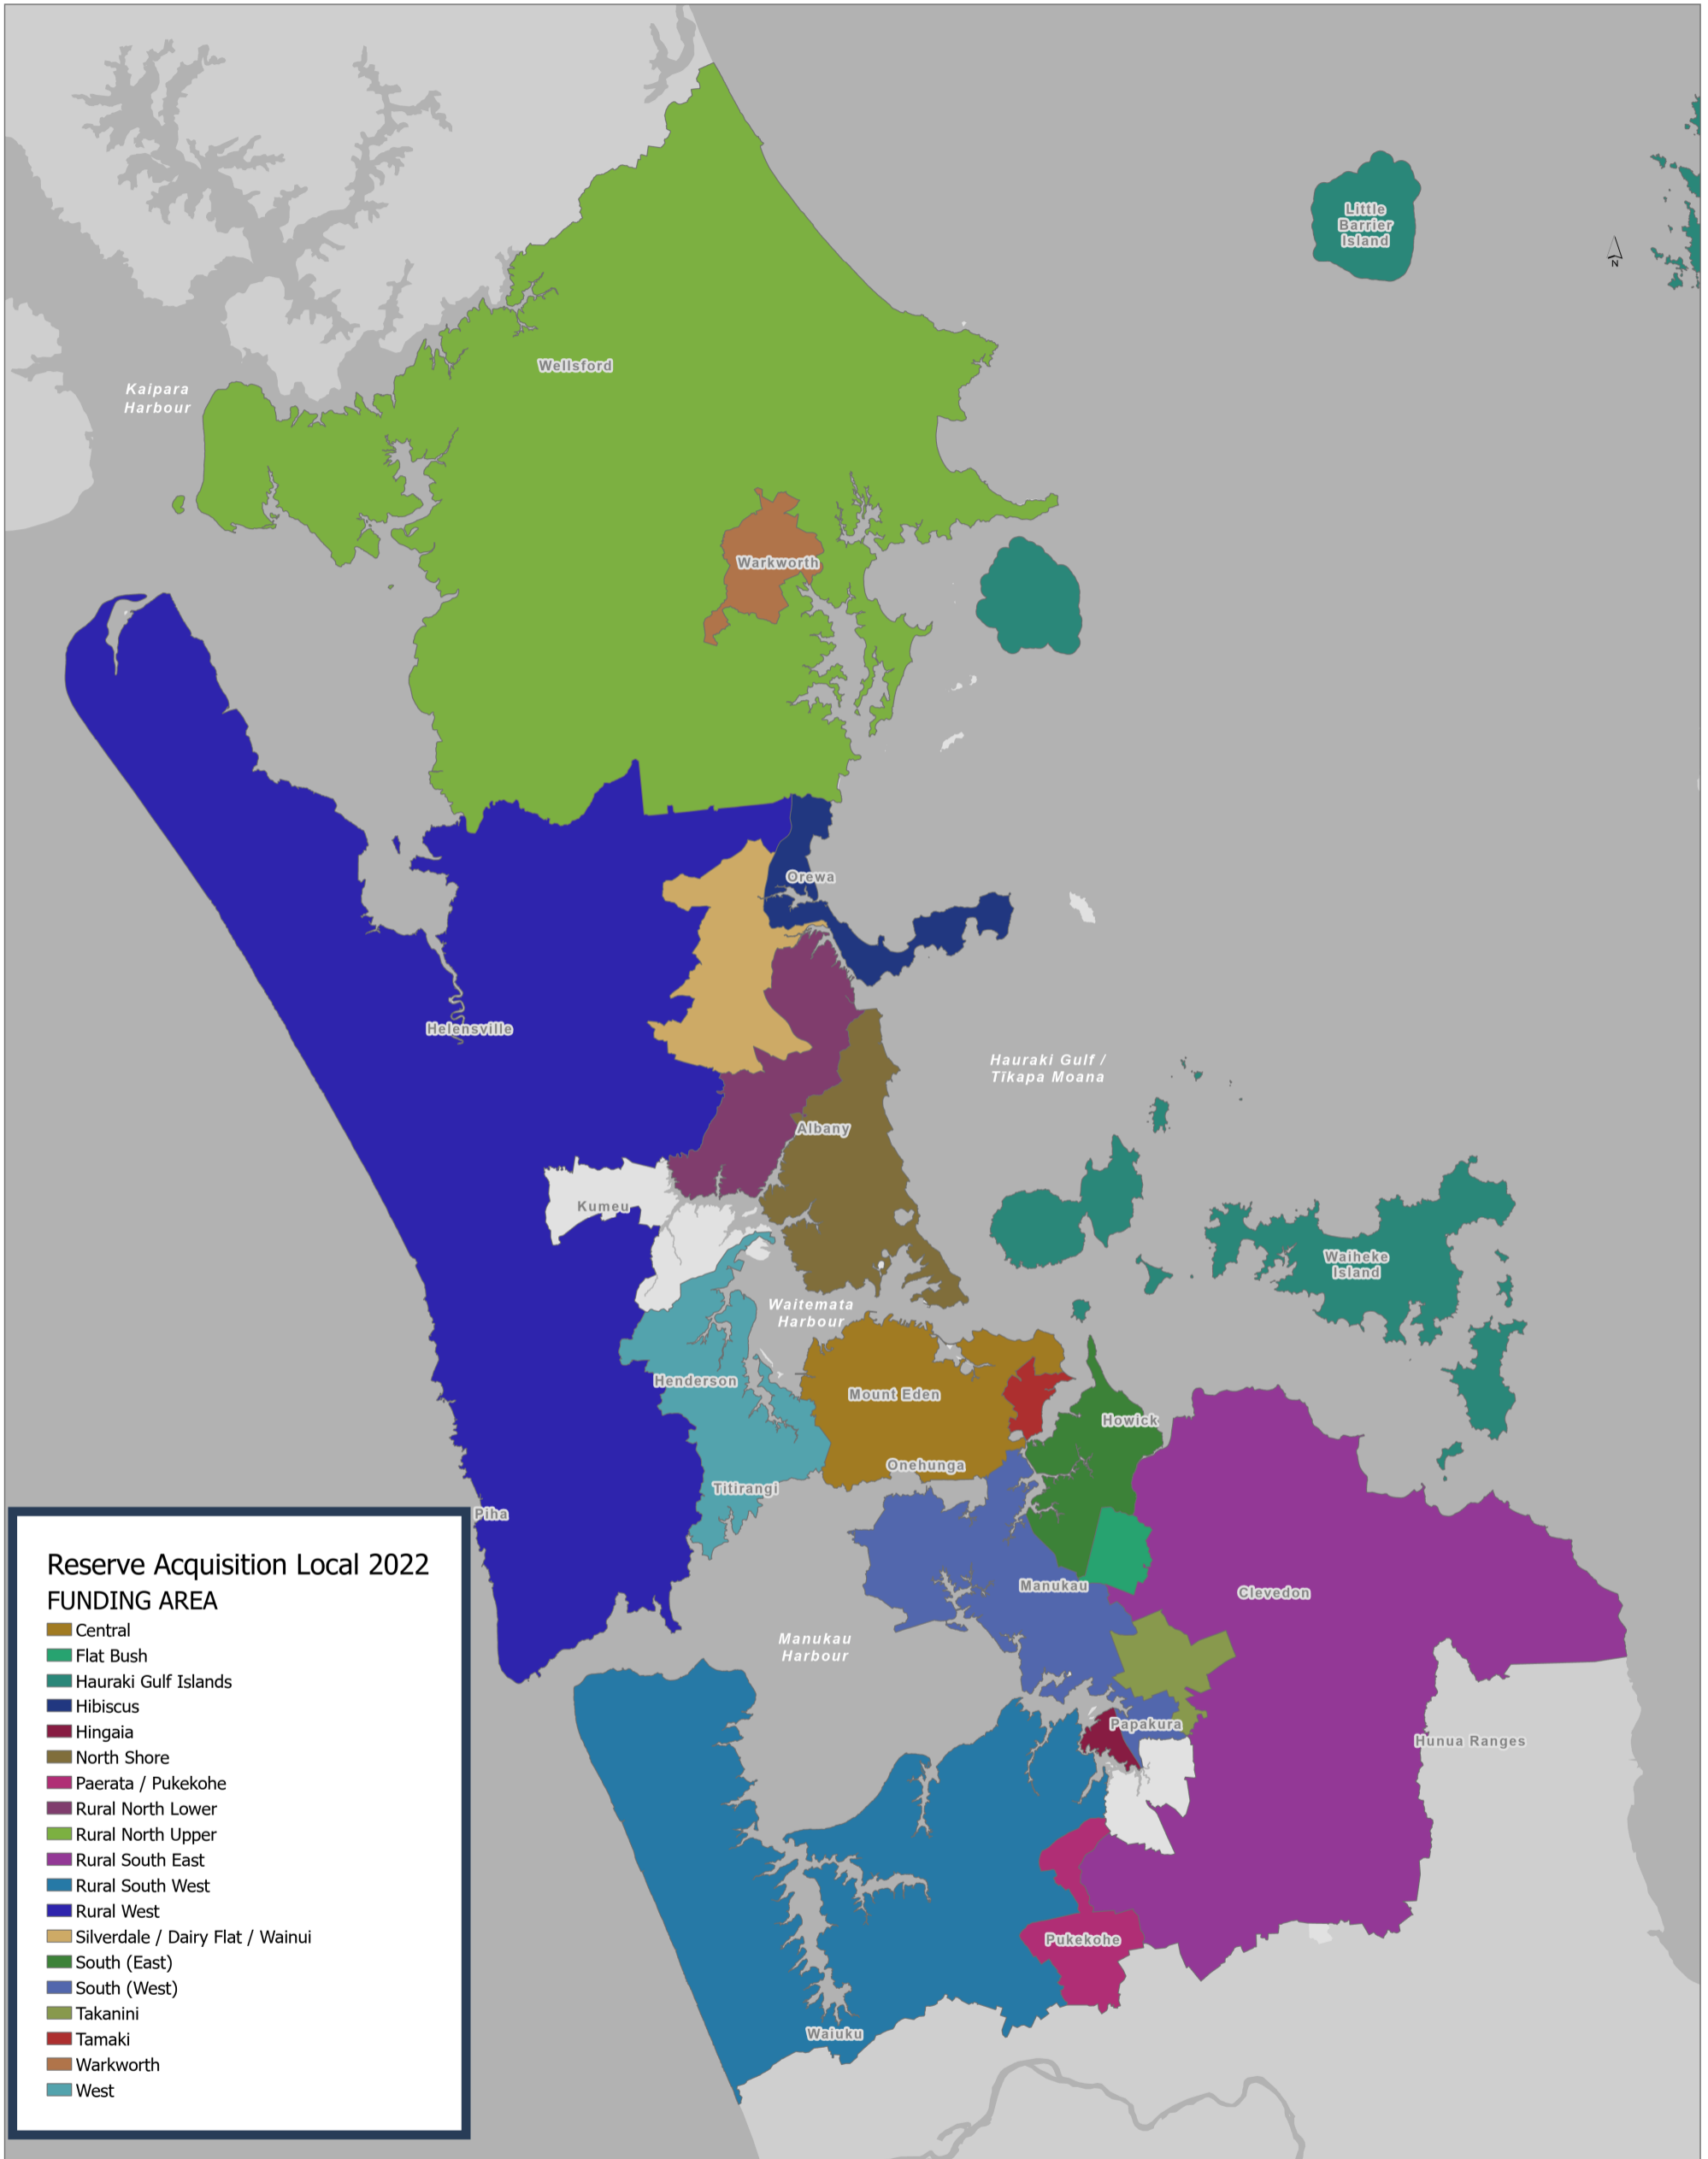 Little
Barrier
Island
N
Wellsford
Kaipara
Harbour
Warkworth
Orewa
Helensville
Hauraki Gulf /
Tīkapa Moana
Albany
Kumeu
Waiheke
Island
Waitemata
Harbour
Henderson
Mount Eden
Howick
Onehunga
Titirangi
Piha
Manukau
Clevedon
Manukau
Harbour
Papakura
Hunua Ranges
Pukekohe
Waiuku
Reserve Acquisition Local 2022
FUNDING AREA
Central
Flat Bush
Hauraki Gulf Islands
Hibiscus
Hingaia
North Shore
Paerata / Pukekohe
Rural North Lower
Rural North Upper
Rural South East
Rural South West
Rural West
Silverdale / Dairy Flat / Wainui
South (East)
South (West)
Takanini
Tamaki
Warkworth
West